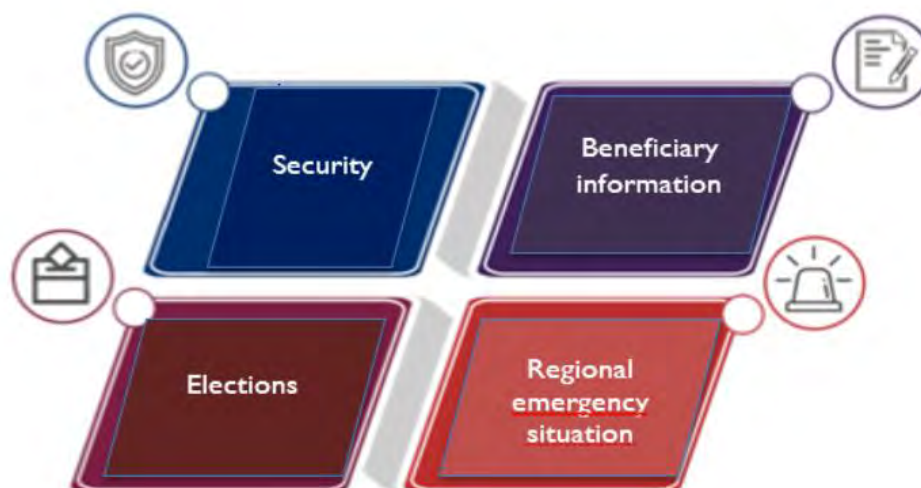 Security
Beneficiary
information
Elections
Regional
emergency
situation